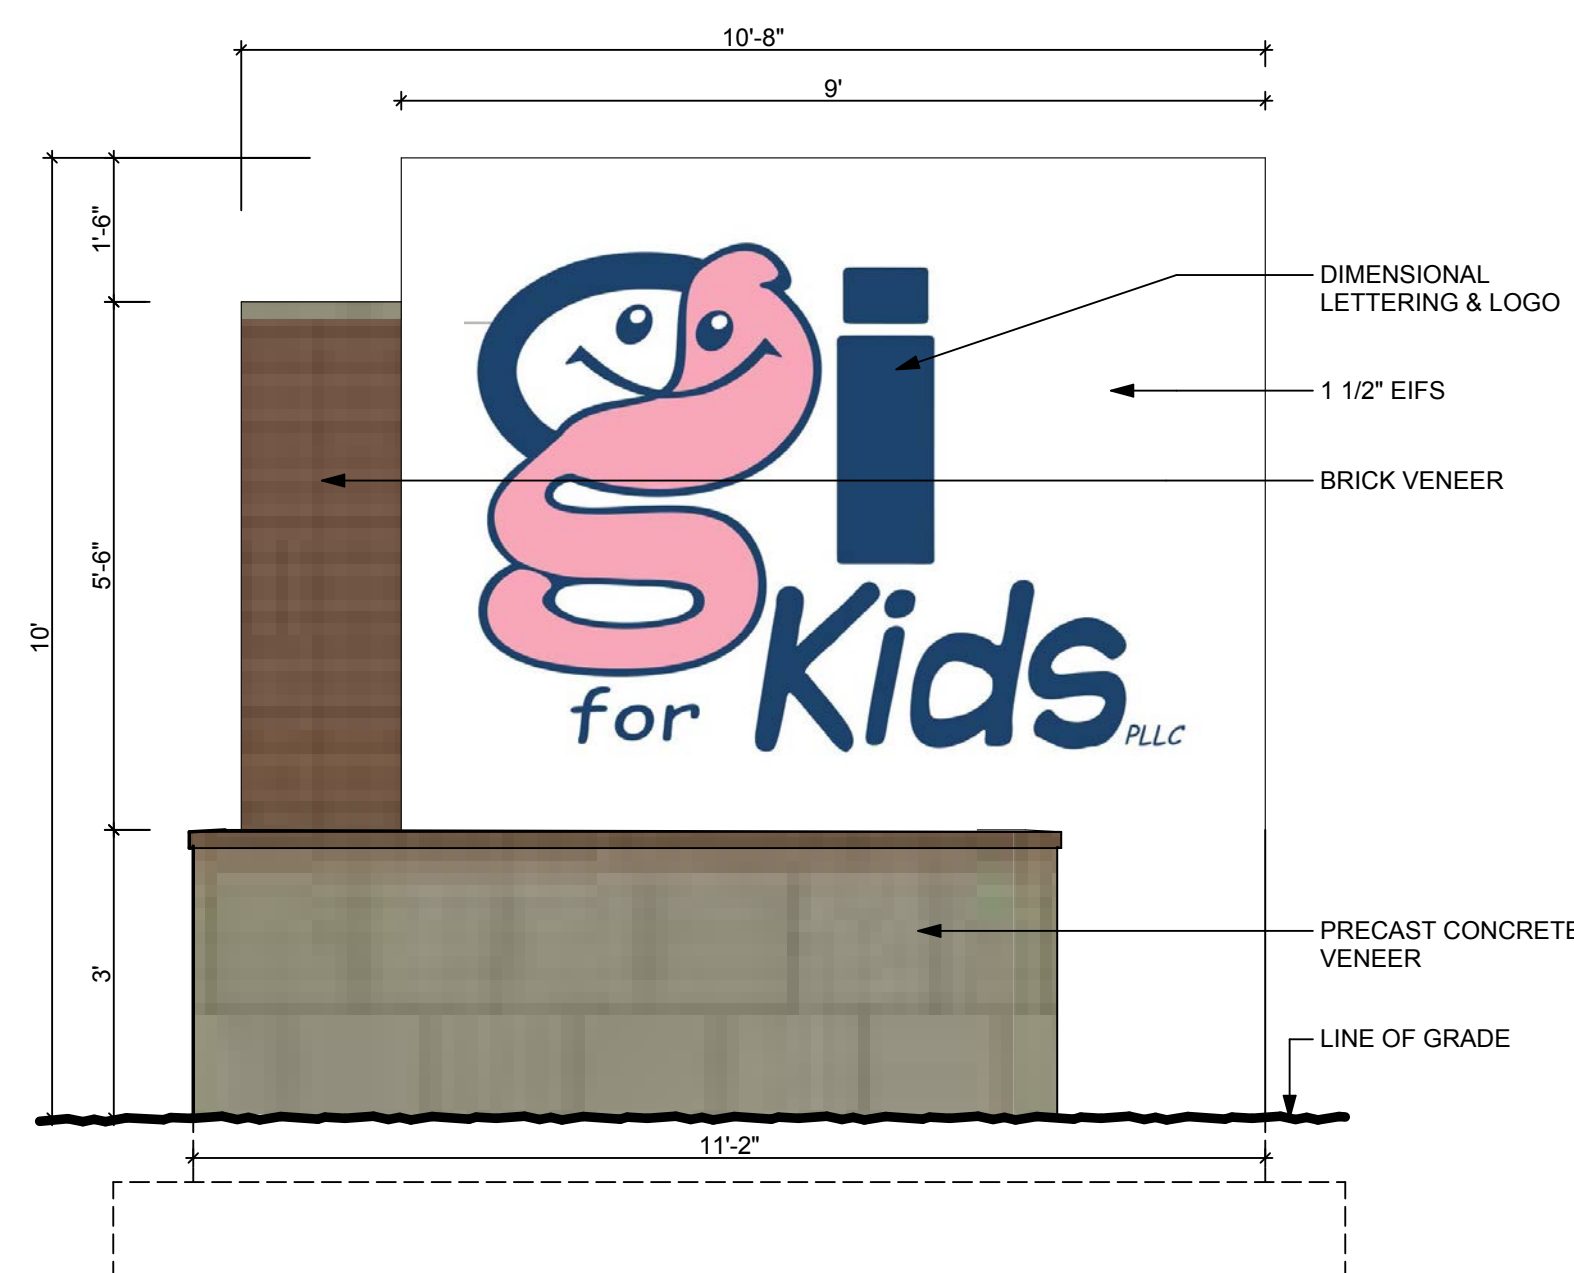 10'-8"
9'
1'-6"
5'-6"
10'
3'
gi
for Kids PLLC
DIMENSIONAL
LETTERING & LOGO
1 1/2" EIFS
BRICK VENEER
PRECAST CONCRETE
VENEER
LINE OF GRADE
11'-2"